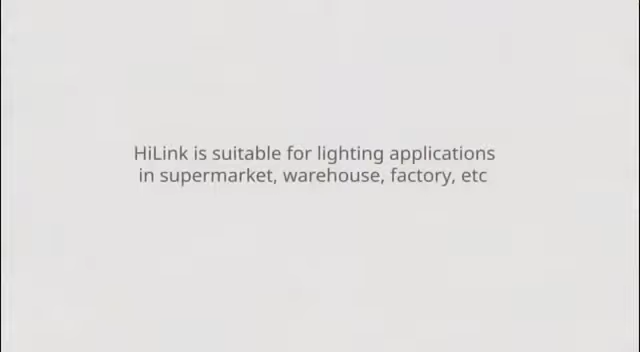 HiLink is suitable for lighting applications
in supermarket, warehouse, factory, etc